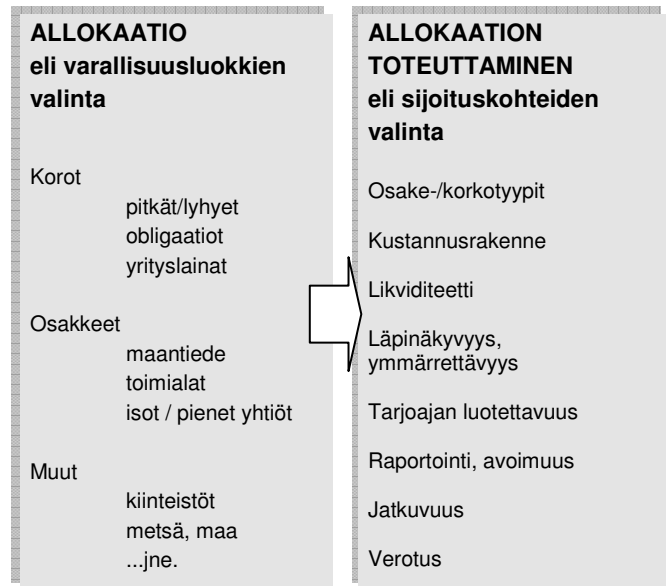 ALLOKAATIO
eli varallisuusluokkien
valinta
Korot
pitkät/lyhyet
obligaatiot
yrityslainat
Osakkeet
maantiede
toimialat
isot / pienet yhtiöt
Muut
kiinteistöt
metsä, maa
...jne.
ALLOKAATION
TOTEUTTAMINEN
eli sijoituskohteiden
valinta
Osake-/korkotyypit
Kustannusrakenne
Likviditeetti
Läpinäkyvyys,
ymmärrettävyys
Tarjoajan luotettavuus
Raportointi, avoimuus
Jatkuvuus
Verotus